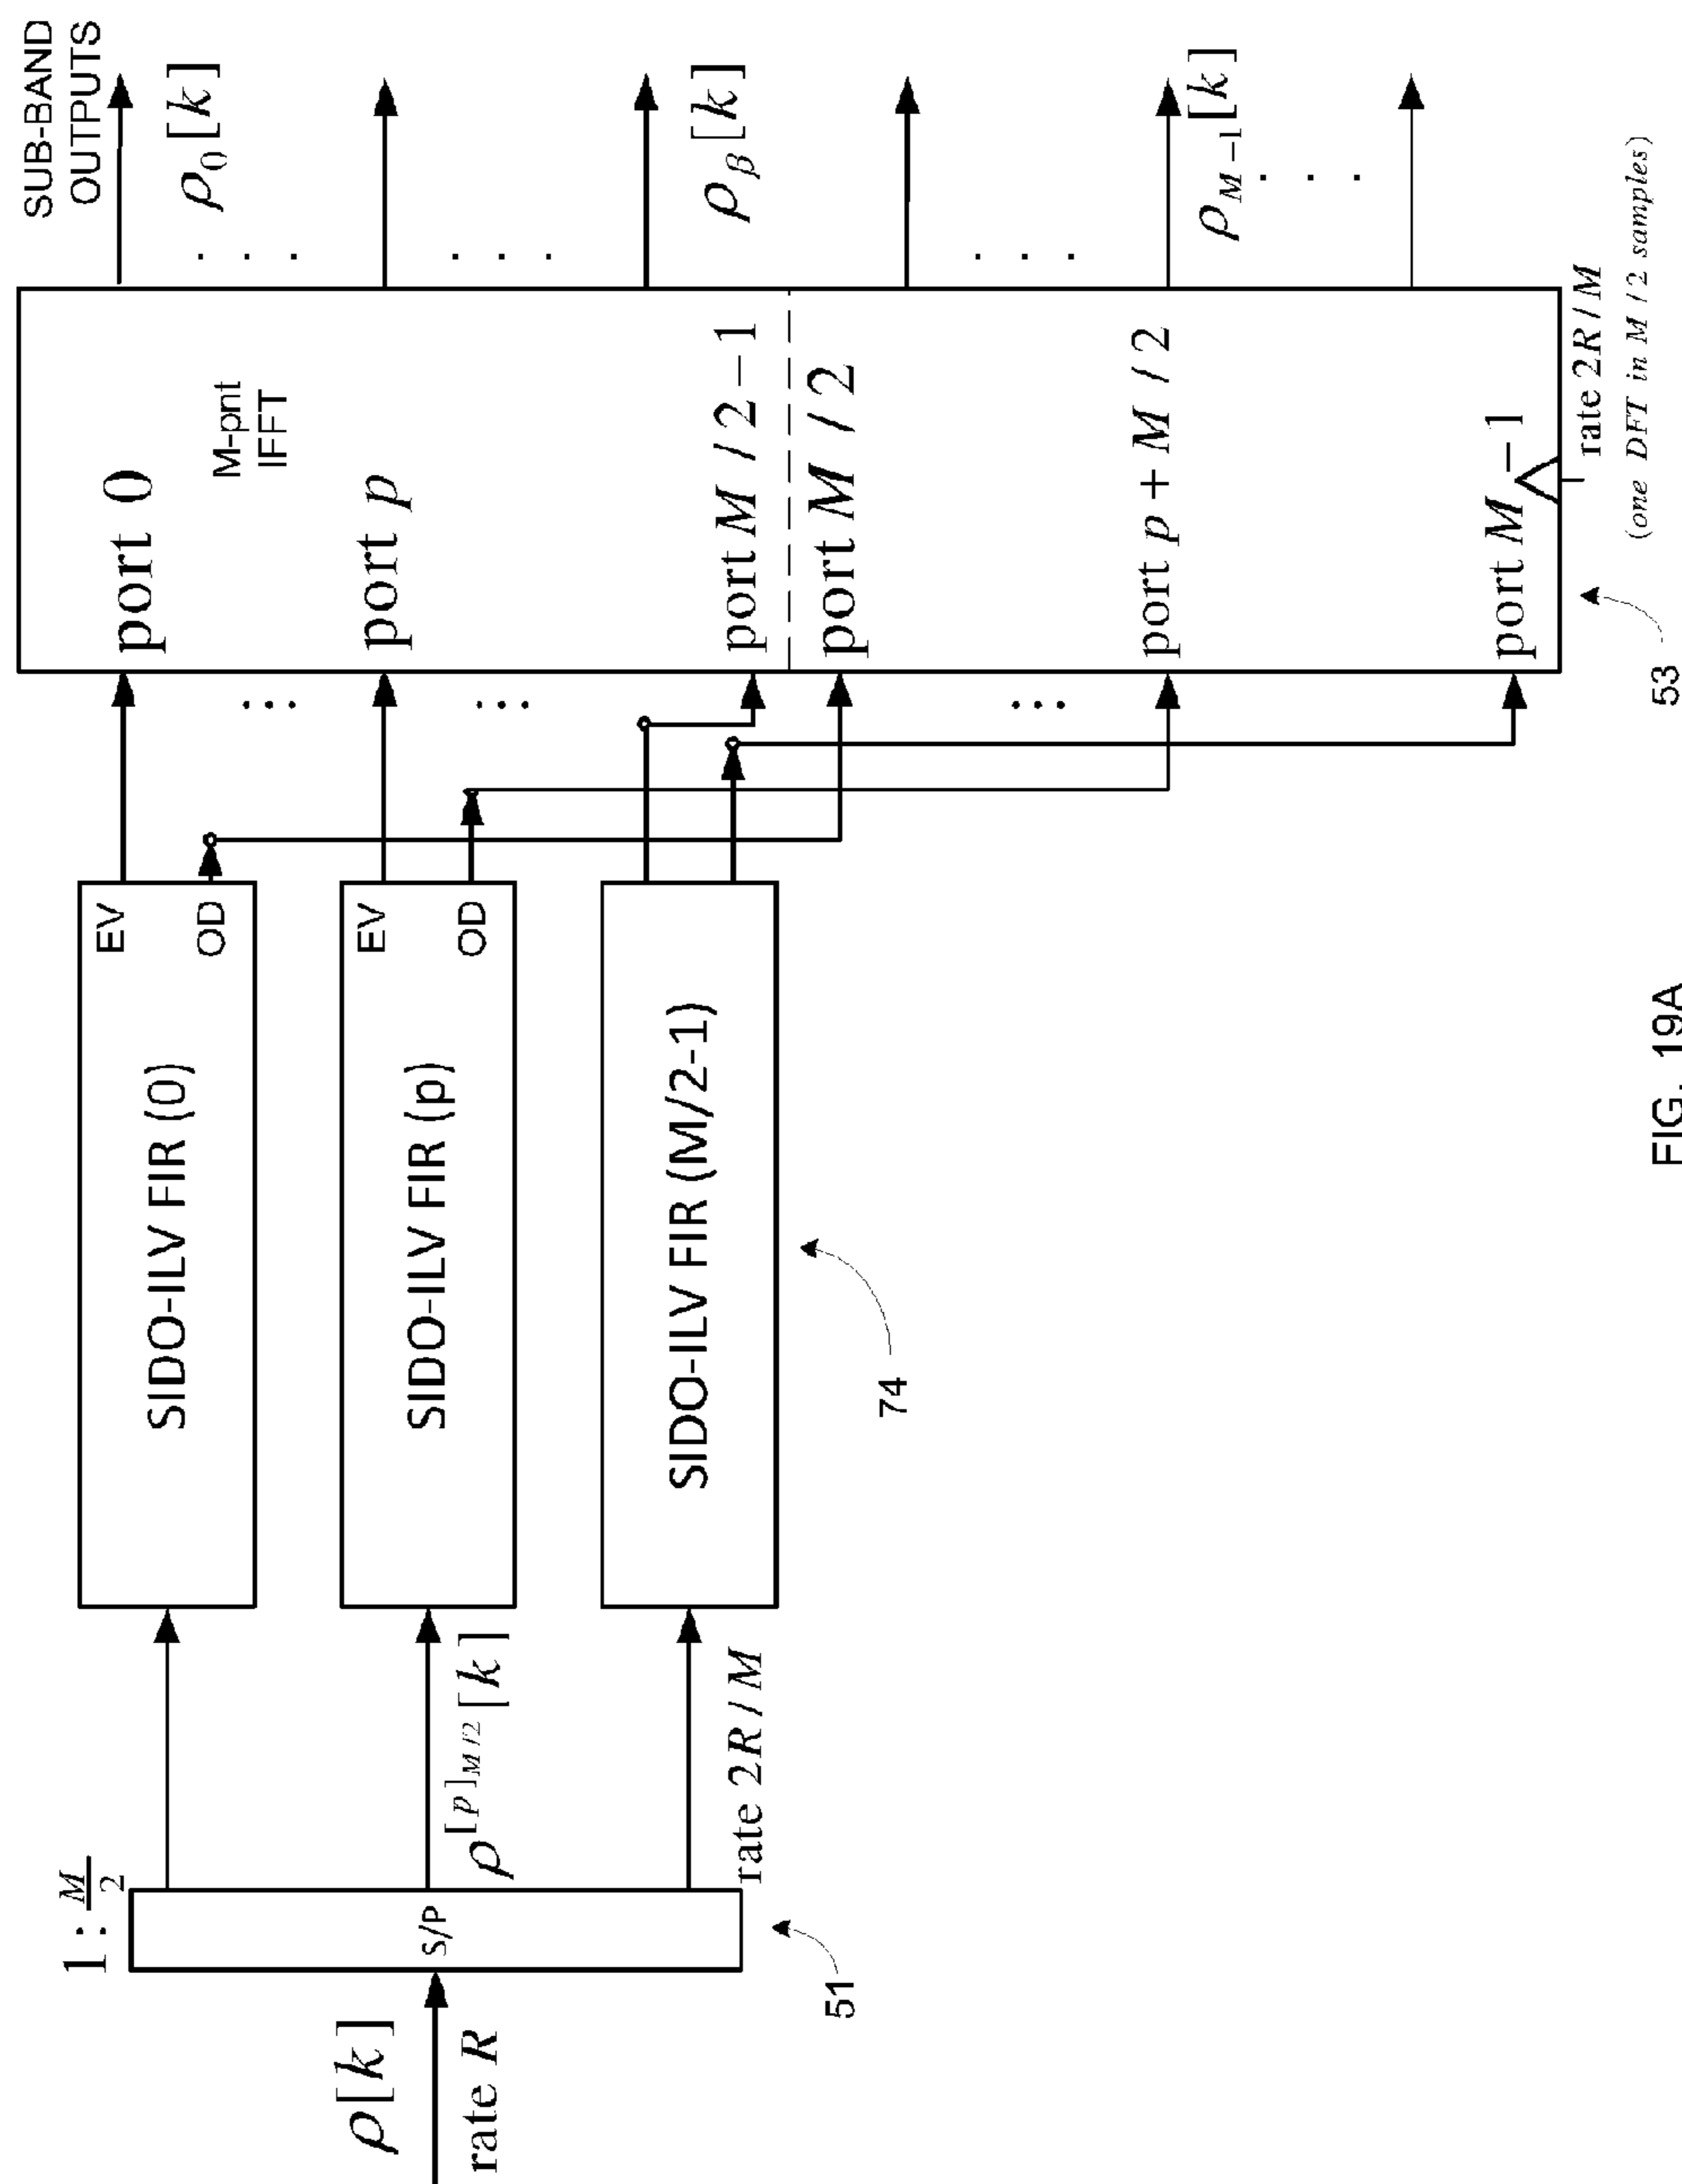 ρ[k]
rate R
1 : M/2
S/P
51
ρ^{[p]_{M/2}}[k]
rate 2R / M
SIDO-ILV FIR (0)
EV
OD
SIDO-ILV FIR (p)
EV
OD
SIDO-ILV FIR (M/2-1)
74
port 0
M-pnt
IFFT
port p
port M / 2 − 1
port M / 2
port p + M / 2
port M − 1
53
rate 2R / M
(one DFT in M / 2 samples)
SUB-BAND
OUTPUTS
ρ_0[k]
ρ_β[k]
ρ_{M−1}[k]
FIG. 19A